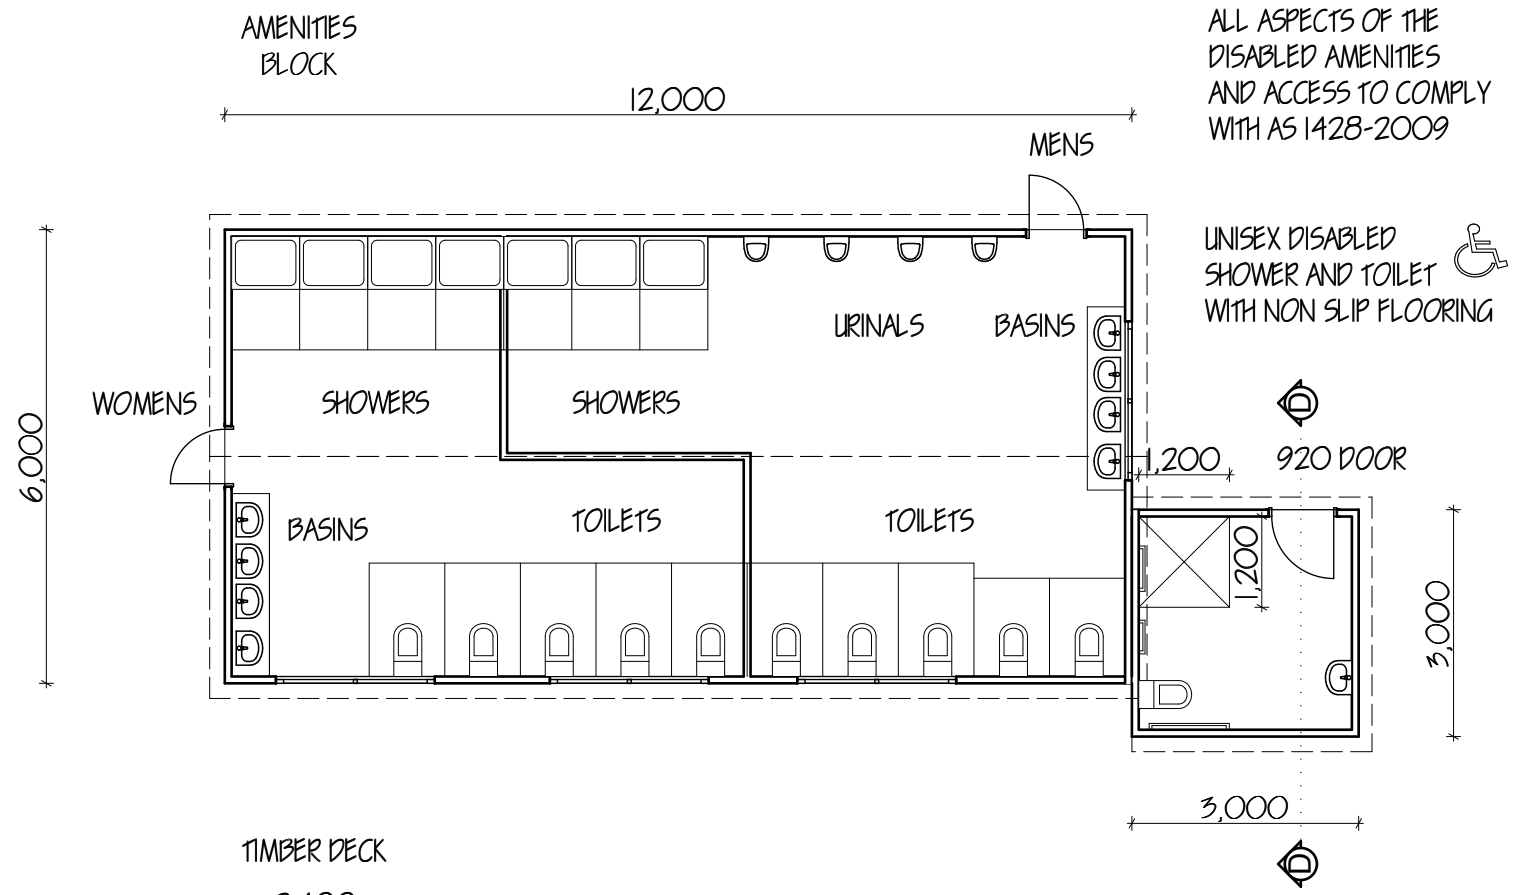 AMENITIES
BLOCK
ALL ASPECTS OF THE
DISABLED AMENITIES
AND ACCESS TO COMPLY
WITH AS 1428-2009
12,000
MENS
UNISEX DISABLED
SHOWER AND TOILET
WITH NON SLIP FLOORING
URINALS
BASINS
WOMENS
SHOWERS
SHOWERS
D
6,000
1,200
920 DOOR
BASINS
TOILETS
TOILETS
1,200
3,000
3,000
TIMBER DECK
D